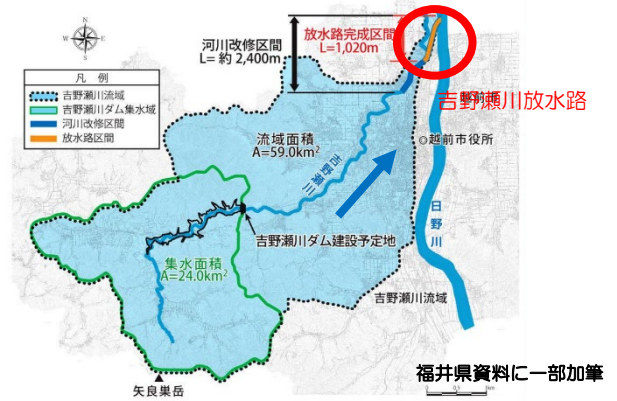 N
W
E
S
凡 例
吉野瀬川流域
吉野瀬川ダム集水域
河川改修区間
放水路区間
河川改修区間
L= 約 2,400m
放水路完成区間
L=1,020m
吉野瀬川放水路
越前市
越前市役所
流域面積
A=59.0km²
吉野瀬川
日野川
吉野瀬川ダム建設予定地
集水面積
A=24.0km²
吉野瀬川流域
矢良巣岳
福井県資料に一部加筆